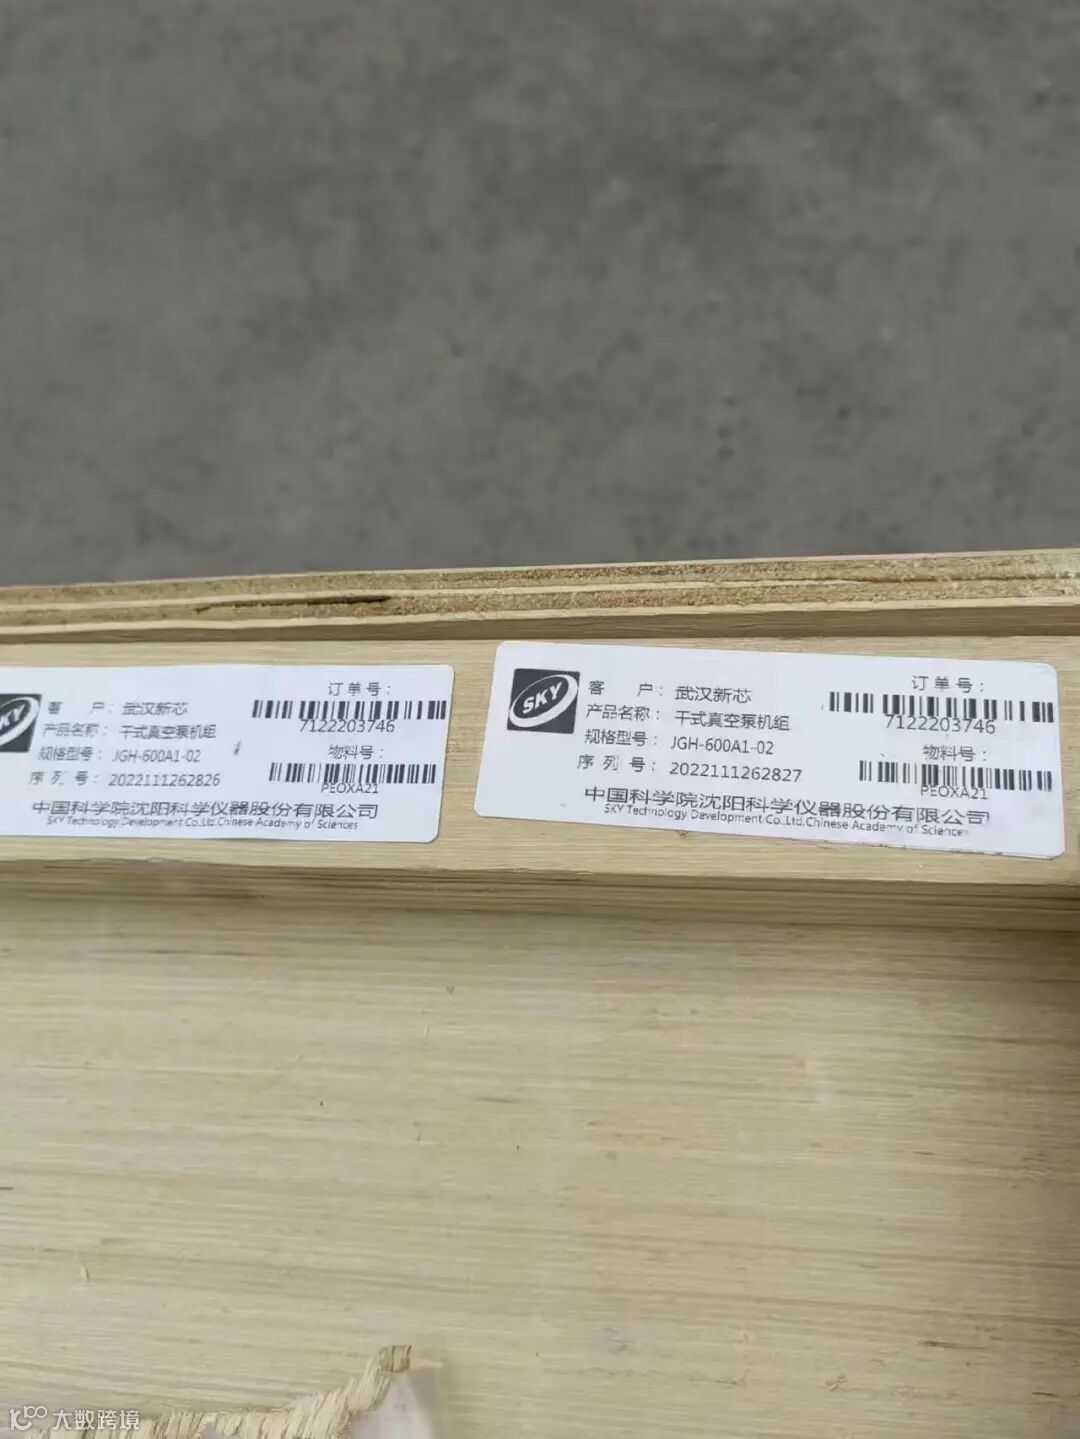 KY
客 户： 武汉新芯
产品名称： 干式真空泵机组
规格型号： JGH-600A1-02
序 列 号： 2022111262826
订单号：
7122203746
物料号：
PEOXA21
中国科学院沈阳科学仪器股份有限公司
SKY Technology Development Co.,Ltd.Chinese Academy of Sciences
SKY
客 户： 武汉新芯
产品名称： 干式真空泵机组
规格型号： JGH-600A1-02
序 列 号： 2022111262827
订单号：
7122203746
物料号：
PEOXA21
中国科学院沈阳科学仪器股份有限公司
SKY Technology Development Co.,Ltd.Chinese Academy of Sciences
大数跨境